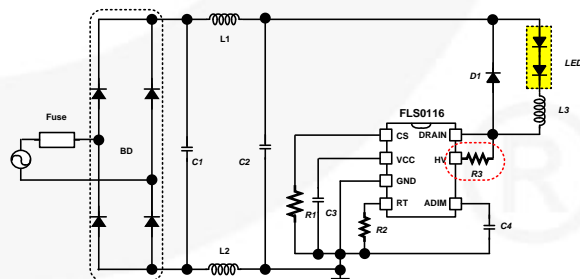 L1
LED
D1
L3
Fuse
FLS0116
CS
DRAIN
BD
C1
C2
VCC
HV
R3
GND
R1
C3
RT
ADIM
R2
C4
L2
R